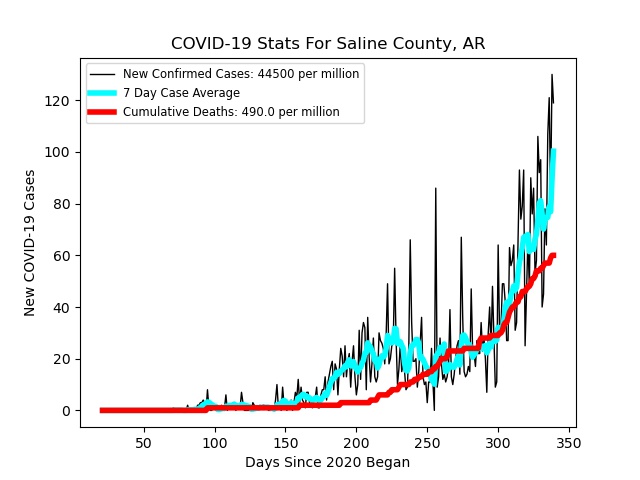 COVID-19 Stats For Saline County, AR
New Confirmed Cases: 44500 per million
7 Day Case Average
Cumulative Deaths: 490.0 per million
New COVID-19 Cases
120
100
80
60
40
20
0
50 100 150 200 250 300 350
Days Since 2020 Began